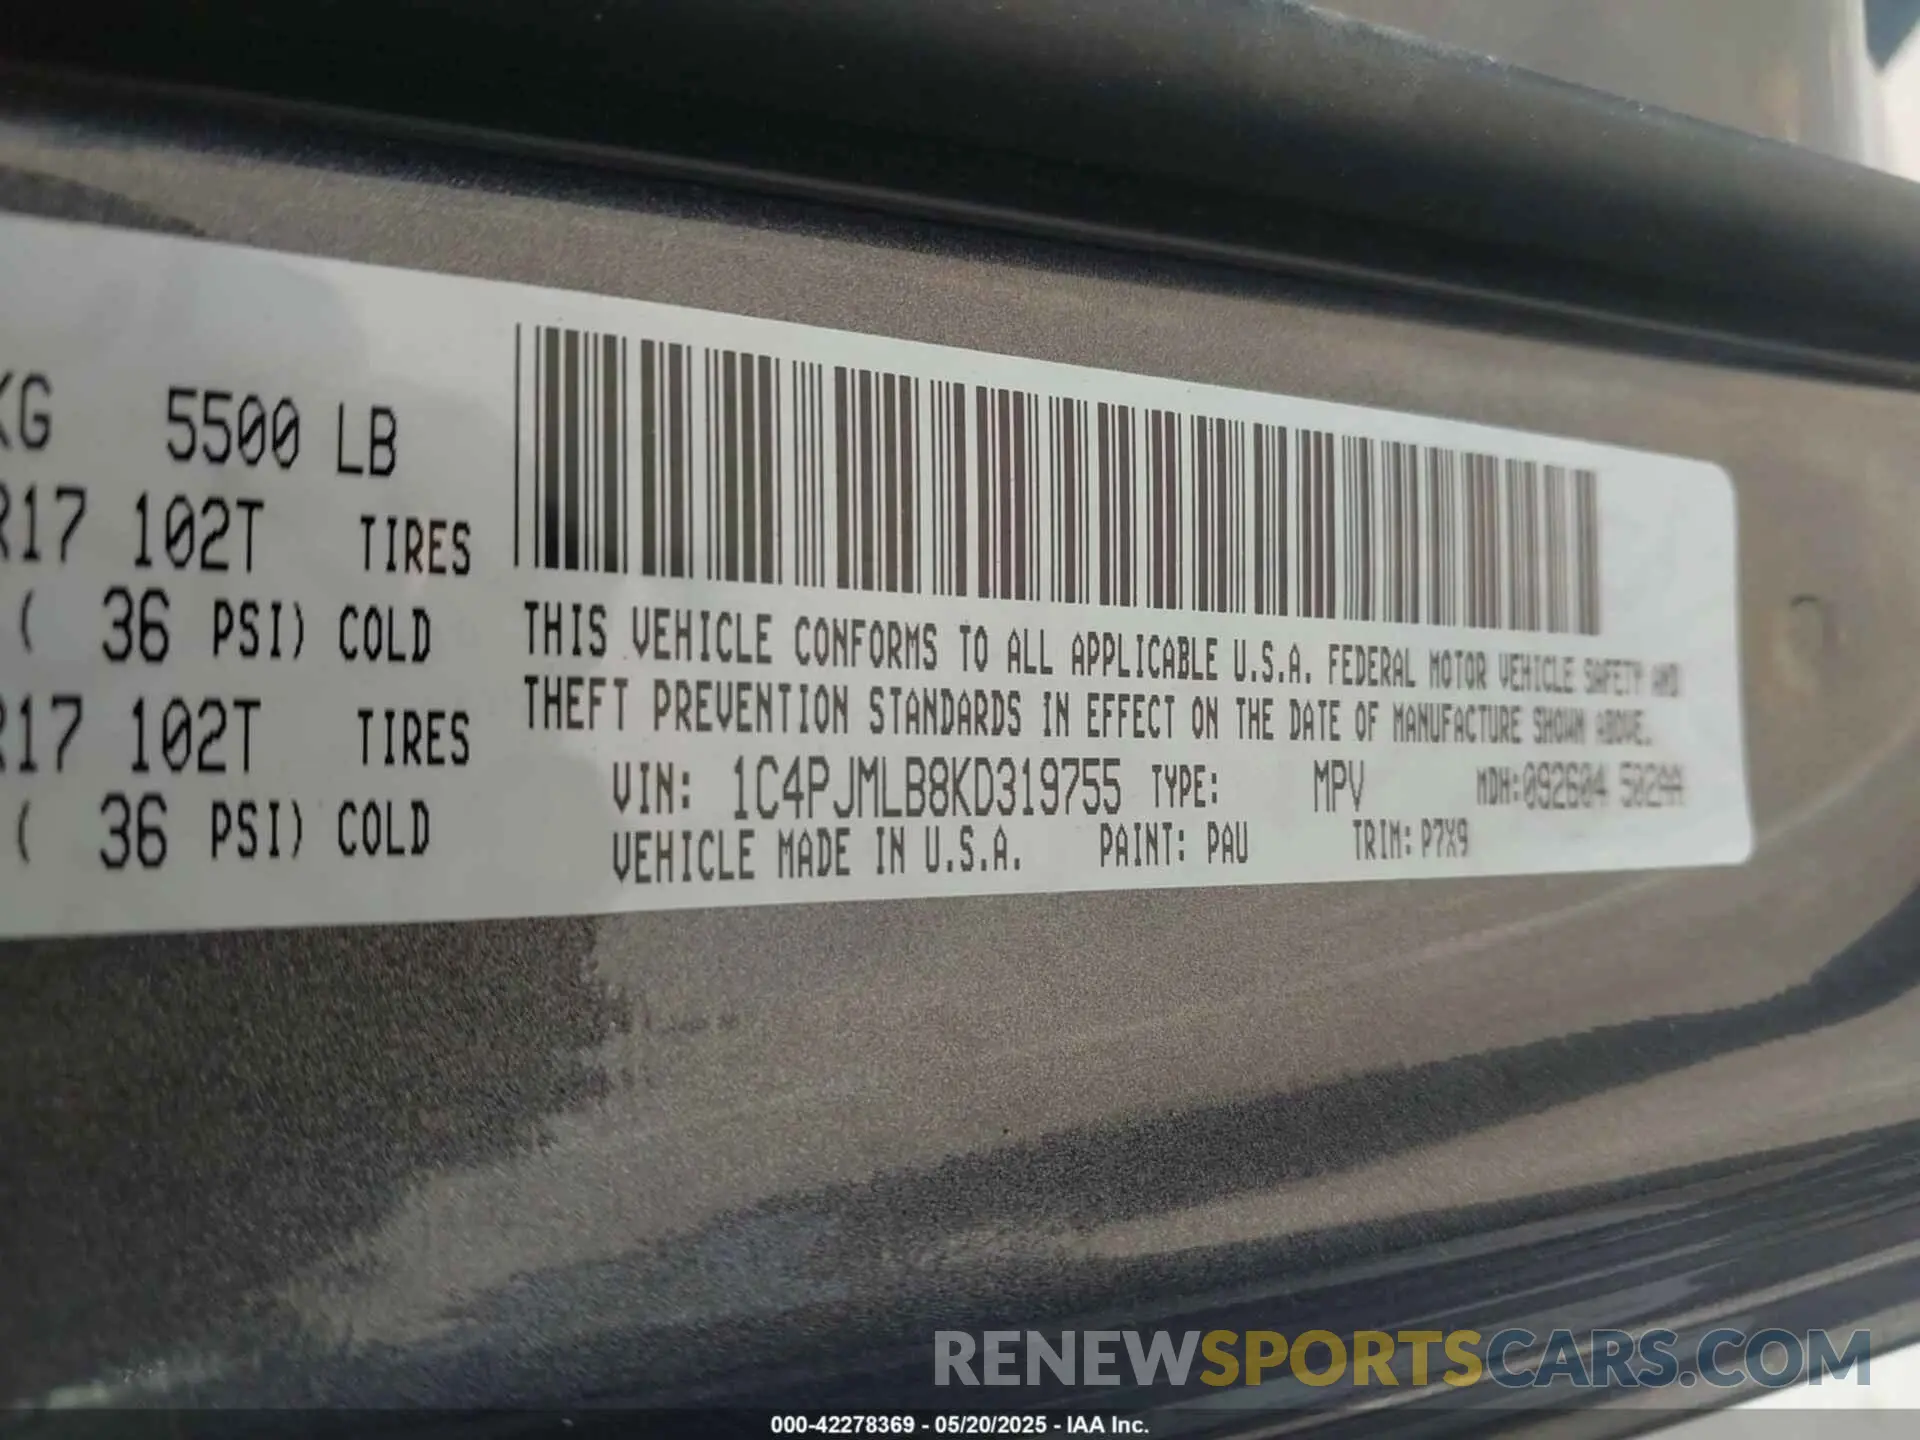 KG 5500 LB
R17 102T TIRES
( 36 PSI) COLD
R17 102T TIRES
( 36 PSI) COLD
THIS VEHICLE CONFORMS TO ALL APPLICABLE U.S.A. FEDERAL MOTOR VEHICLE SAFETY AND
THEFT PREVENTION STANDARDS IN EFFECT ON THE DATE OF MANUFACTURE SHOWN ABOVE.
VIN: 1C4PJMLB8KD319755 TYPE: MPV MDH:092604 502AA
VEHICLE MADE IN U.S.A. PAINT: PAU TRIM: P7X9
RENEWSPORTSCARS.COM
000-42278369 - 05/20/2025 - IAA Inc.